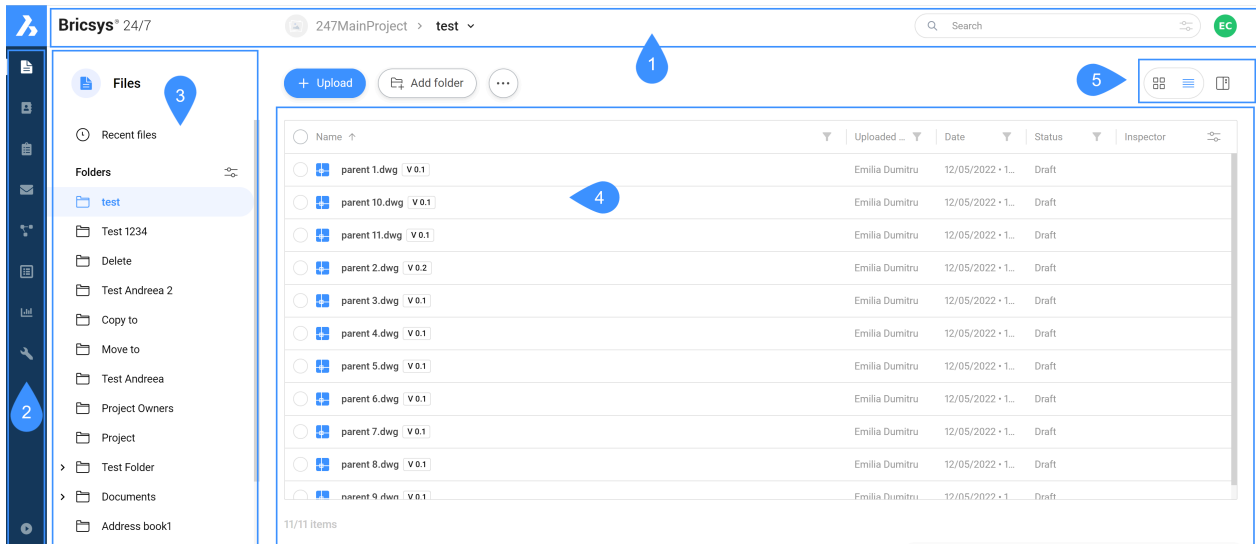 Bricsys® 24/7
247MainProject > test
Search
EC
1
Files
3
Upload
Add folder
5
Recent files
Name ↑ Uploaded ... Date Status Inspector
Folders
test
Test 1234
Delete
Test Andreea 2
Copy to
Move to
Test Andreea
Project Owners
Project
Test Folder
Documents
Address book1
2
parent 1.dwg V 0.1 Emilia Dumitru 12/05/2022 • 1... Draft
4
parent 10.dwg V 0.1 Emilia Dumitru 12/05/2022 • 1... Draft
parent 11.dwg V 0.1 Emilia Dumitru 12/05/2022 • 1... Draft
parent 2.dwg V 0.2 Emilia Dumitru 12/05/2022 • 1... Draft
parent 3.dwg V 0.1 Emilia Dumitru 12/05/2022 • 1... Draft
parent 4.dwg V 0.1 Emilia Dumitru 12/05/2022 • 1... Draft
parent 5.dwg V 0.1 Emilia Dumitru 12/05/2022 • 1... Draft
parent 6.dwg V 0.1 Emilia Dumitru 12/05/2022 • 1... Draft
parent 7.dwg V 0.1 Emilia Dumitru 12/05/2022 • 1... Draft
parent 8.dwg V 0.1 Emilia Dumitru 12/05/2022 • 1... Draft
parent 9.dwg V 0.1 Emilia Dumitru 12/05/2022 • 1... Draft
11/11 items